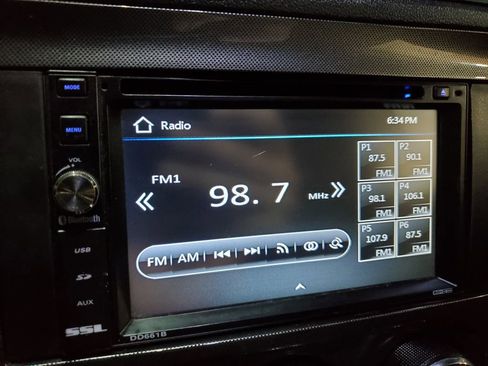 MODE
MENU
VOL
Bluetooth
USB
SD
AUX
SSL
Radio
6:34 PM
FM1
98.7
MHz
P1
87.5
FM1
P2
90.1
FM1
P3
98.1
FM1
P4
106.1
FM1
P5
107.9
FM1
P6
87.5
FM1
FM
AM
DD661B